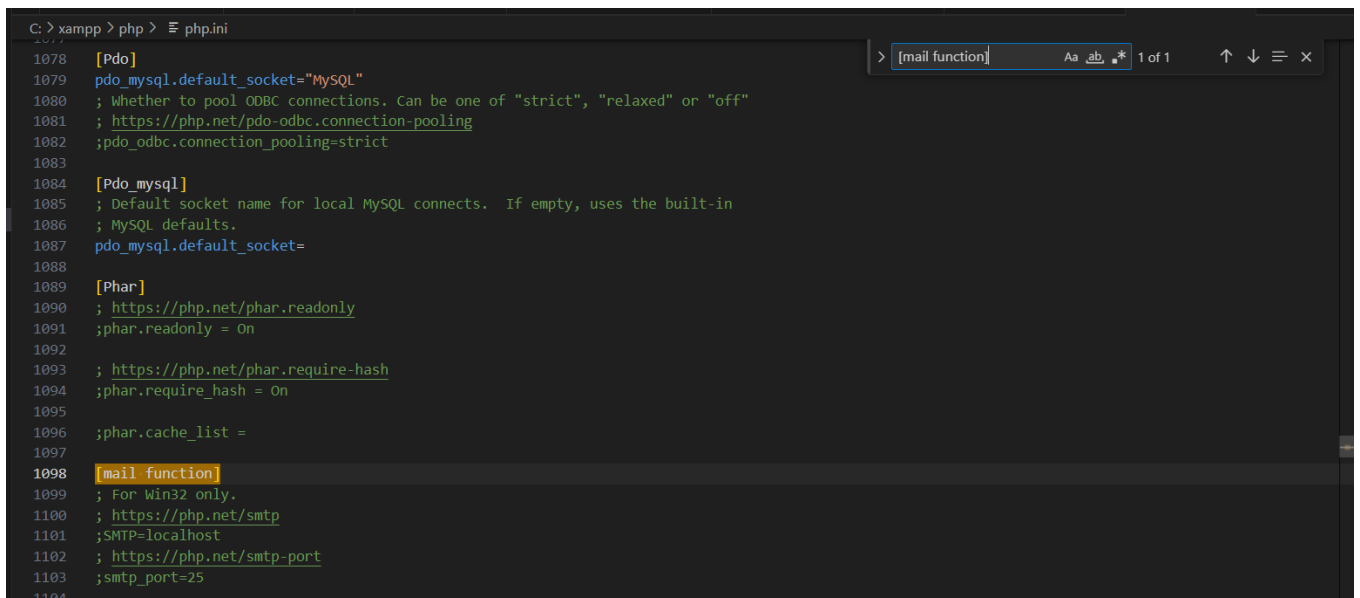 C: > xampp > php > php.ini
[mail function]
Aa ab 1 of 1
1078 [Pdo]
1079 pdo_mysql.default_socket="MySQL"
1080 ; Whether to pool ODBC connections. Can be one of "strict", "relaxed" or "off"
1081 ; https://php.net/pdo-odbc.connection-pooling
1082 ;pdo_odbc.connection_pooling=strict
1083
1084 [Pdo_mysql]
1085 ; Default socket name for local MySQL connects.  If empty, uses the built-in
1086 ; MySQL defaults.
1087 pdo_mysql.default_socket=
1088
1089 [Phar]
1090 ; https://php.net/phar.readonly
1091 ;phar.readonly = On
1092
1093 ; https://php.net/phar.require-hash
1094 ;phar.require_hash = On
1095
1096 ;phar.cache_list =
1097
1098 [mail function]
1099 ; For Win32 only.
1100 ; https://php.net/smtp
1101 ;SMTP=localhost
1102 ; https://php.net/smtp-port
1103 ;smtp_port=25